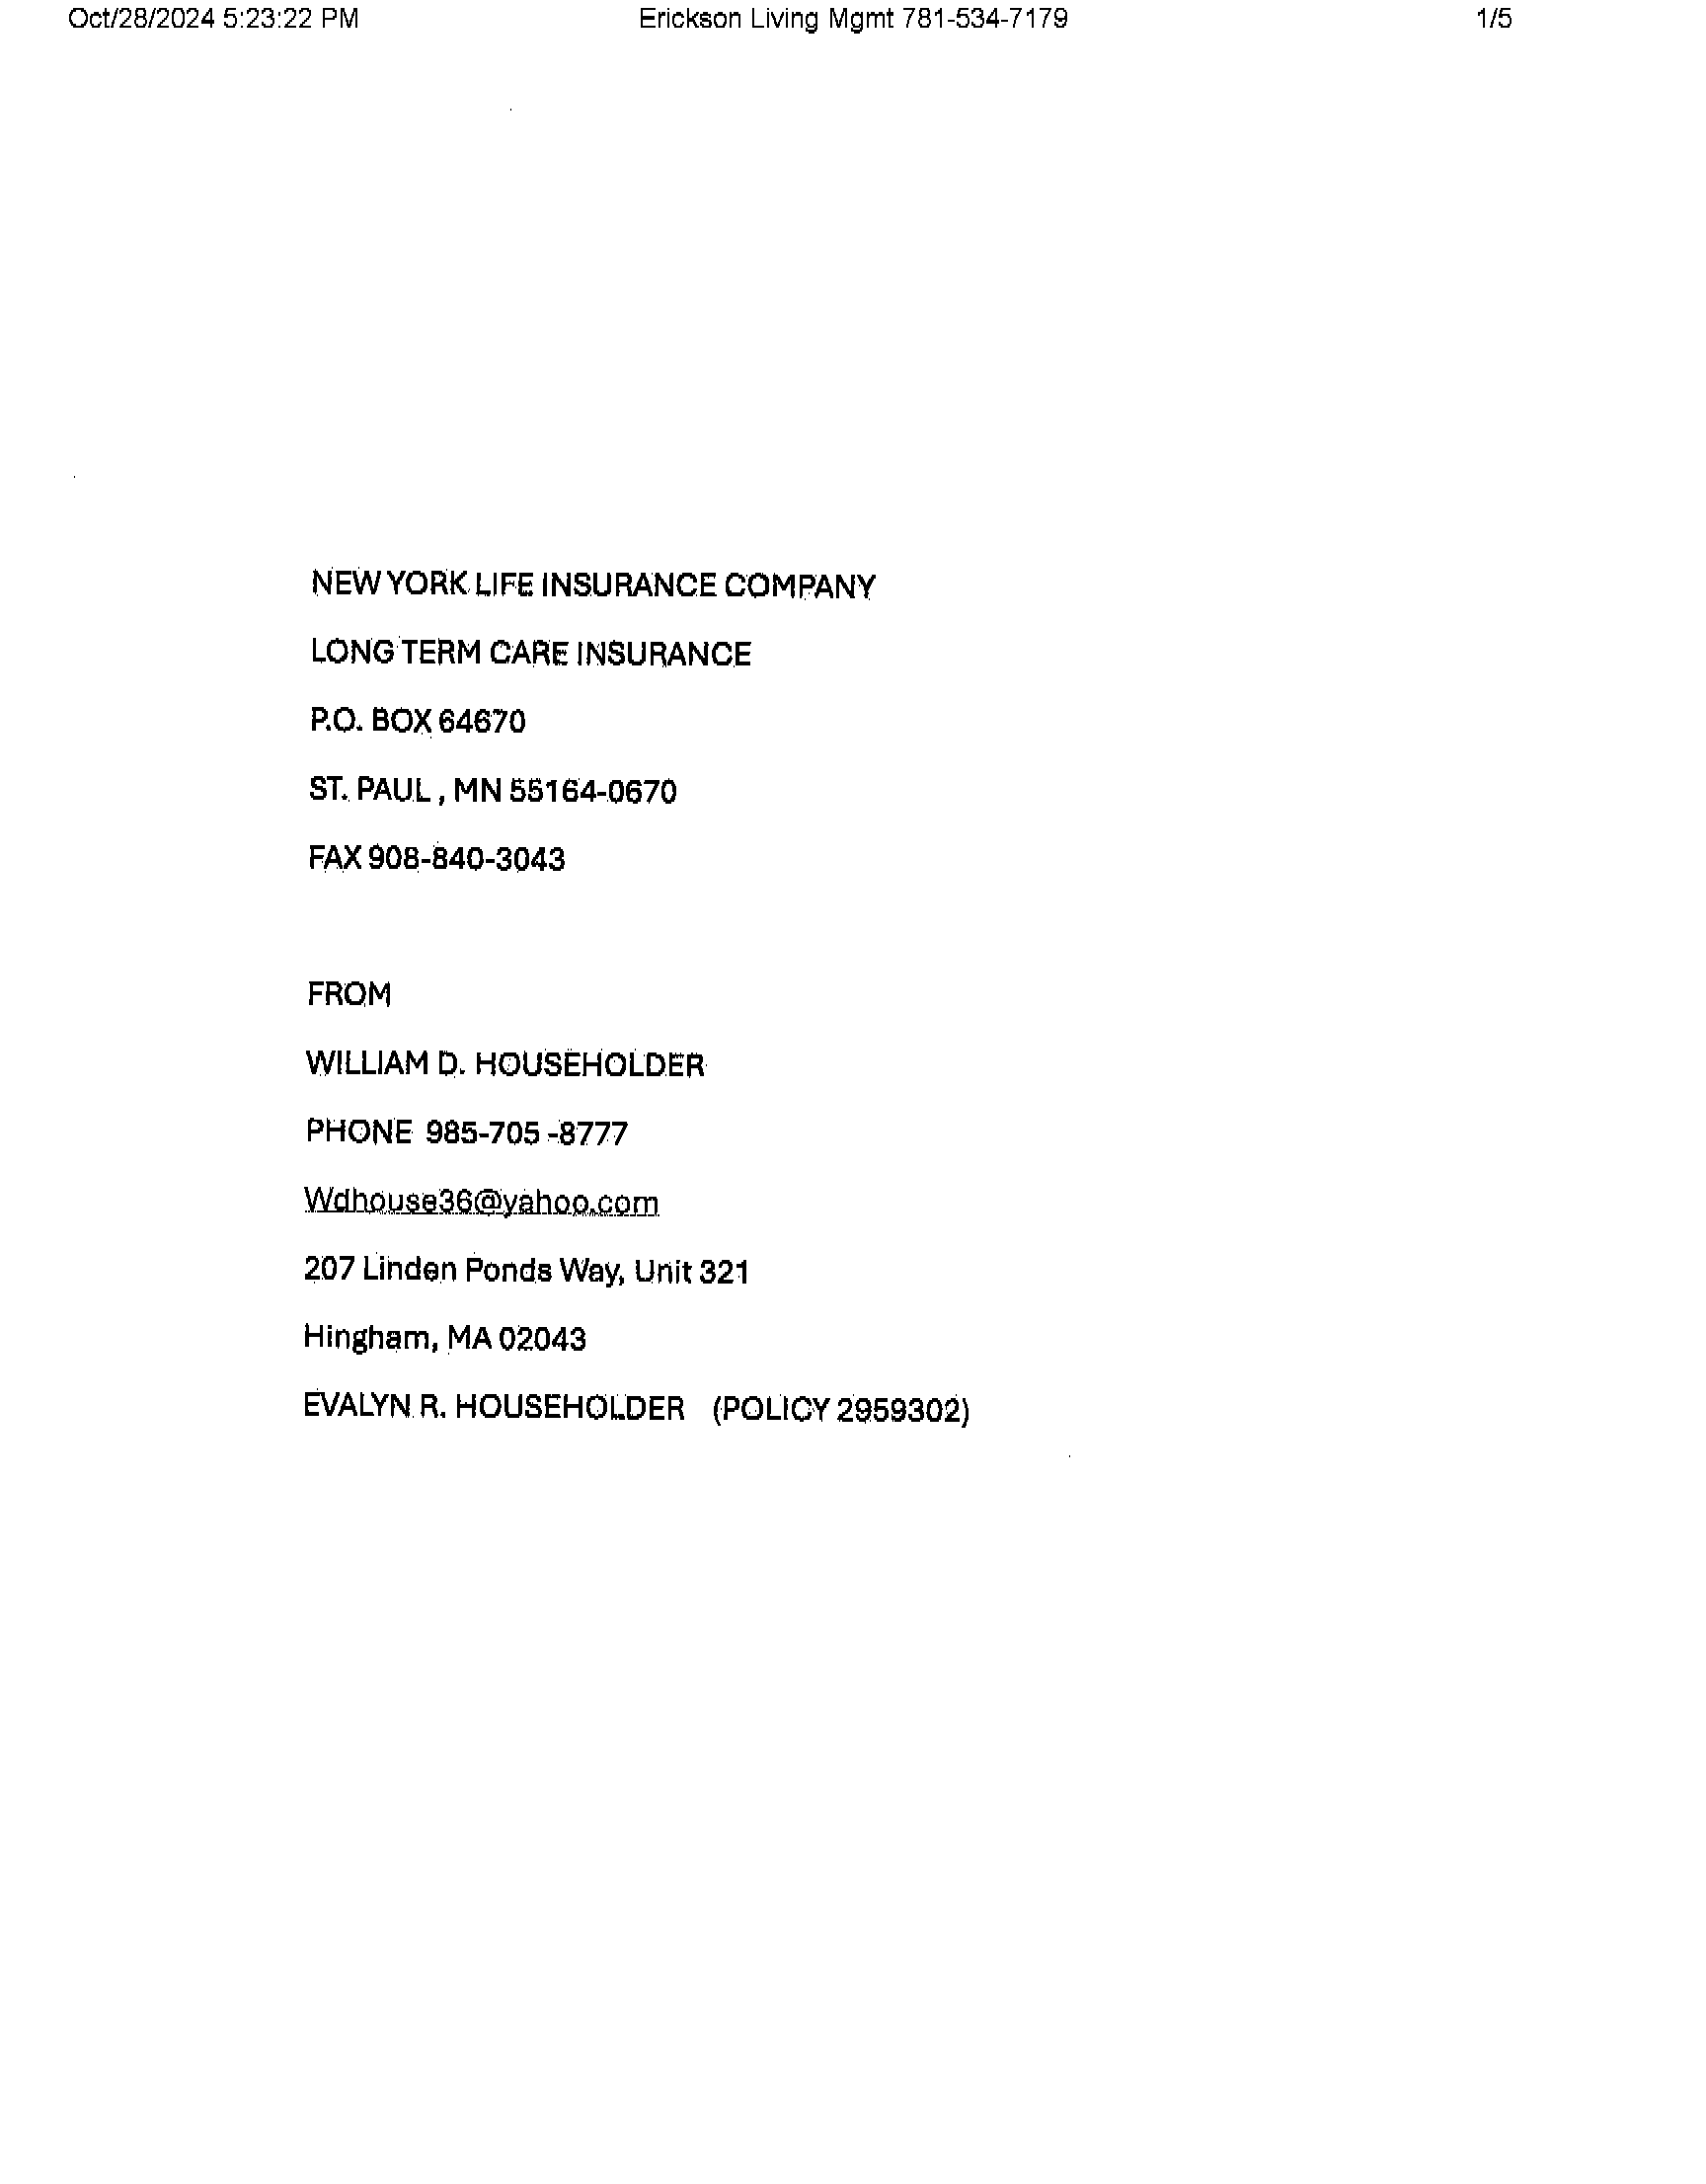 Oct/28/2024 5:23:22 PM Erickson Living Mgmt 781-534-7179 1/5
NEW YORK LIFE INSURANCE COMPANY
LONG TERM CARE INSURANCE
P.O. BOX 64670
ST. PAUL , MN 55164-0670
FAX 908-840-3043
FROM
WILLIAM D. HOUSEHOLDER
PHONE 985-705 -8777
Wdhouse36@yahoo.com
207 Linden Ponds Way, Unit 321
Hingham, MA 02043
EVALYN R. HOUSEHOLDER (POLICY 2959302)